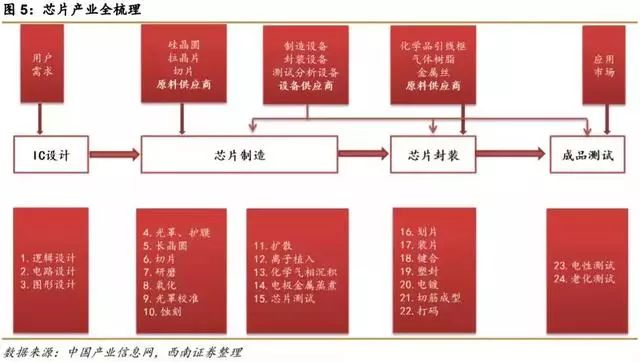 图 5：芯片产业全梳理
用户
需求
硅晶圆
拉晶片
切片
原料供应商
制造设备
封装设备
测试分析设备
设备供应商
化学品引线框
气体树脂
金属丝
原料供应商
应用
市场
IC设计
芯片制造
芯片封装
成品测试
1. 逻辑设计
2. 电路设计
3. 图形设计
4. 光罩、护膜
5. 长晶圆
6. 切片
7. 研磨
8. 氧化
9. 光罩校准
10. 蚀刻
11. 扩散
12. 离子植入
13. 化学气相沉积
14. 电极金属蒸煮
15. 芯片测试
16. 划片
17. 装片
18. 键合
19. 塑封
20. 电镀
21. 切筋成型
22. 打码
23. 电性测试
24. 老化测试
数据来源：中国产业信息网，西南证券整理